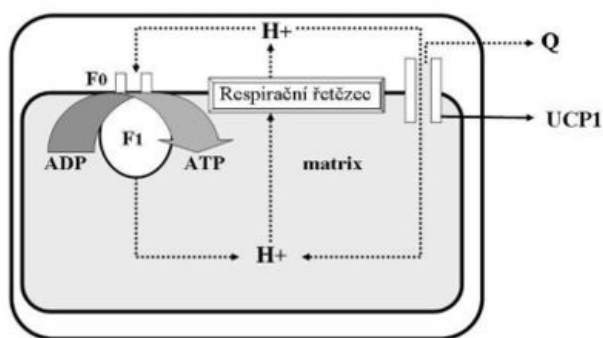 H+
Q
F0
Respirační řetězec
UCP1
F1
ADP
ATP
matrix
H+